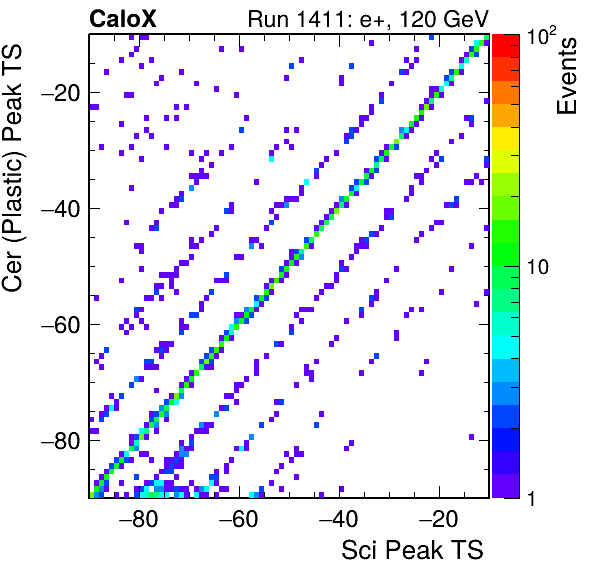 CaloX Run 1411: e+, 120 GeV
Cer (Plastic) Peak TS
−20
−40
−60
−80
−80 −60 −40 −20
Sci Peak TS
10²
10
1
Events